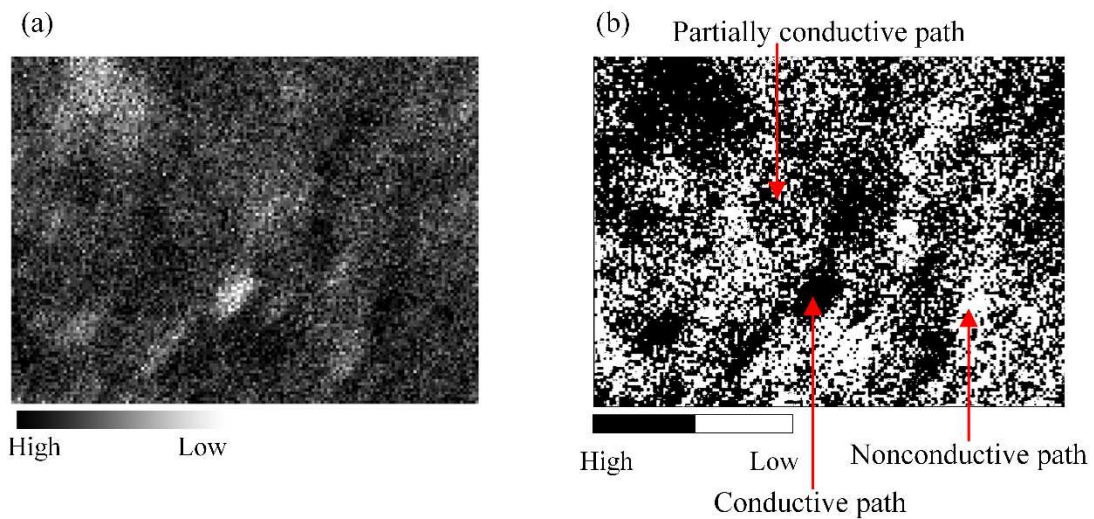 (a)
(b)
Partially conductive path
High
Low
High
Low
Nonconductive path
Conductive path